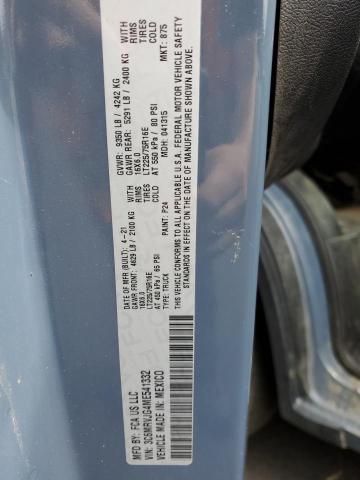 MFD BY: FCA US LLC
VIN: 3C6MRVJG4ME541332
MADE IN: MEXICO
DATE OF MFR (BUILT): 4-21
GAWR FRONT: 4629 LB / 2100 KG
16X6.0
LT225/75R16E
AT 450 kPa / 65 PSI
TYPE: TRUCK
GVWR: 9350 LB / 4242 KG
GAWR REAR: 5291 LB / 2400 KG
16X6.0
LT225/75R16E
AT 550 kPa / 80 PSI
WITH
RIMS
TIRES
COLD
WITH
RIMS
TIRES
COLD
PAINT: P24
MDH: 041315
MKT: 875
THIS VEHICLE CONFORMS TO ALL APPLICABLE U.S.A. FEDERAL MOTOR VEHICLE SAFETY
STANDARDS IN EFFECT ON THE DATE OF MANUFACTURE SHOWN ABOVE.